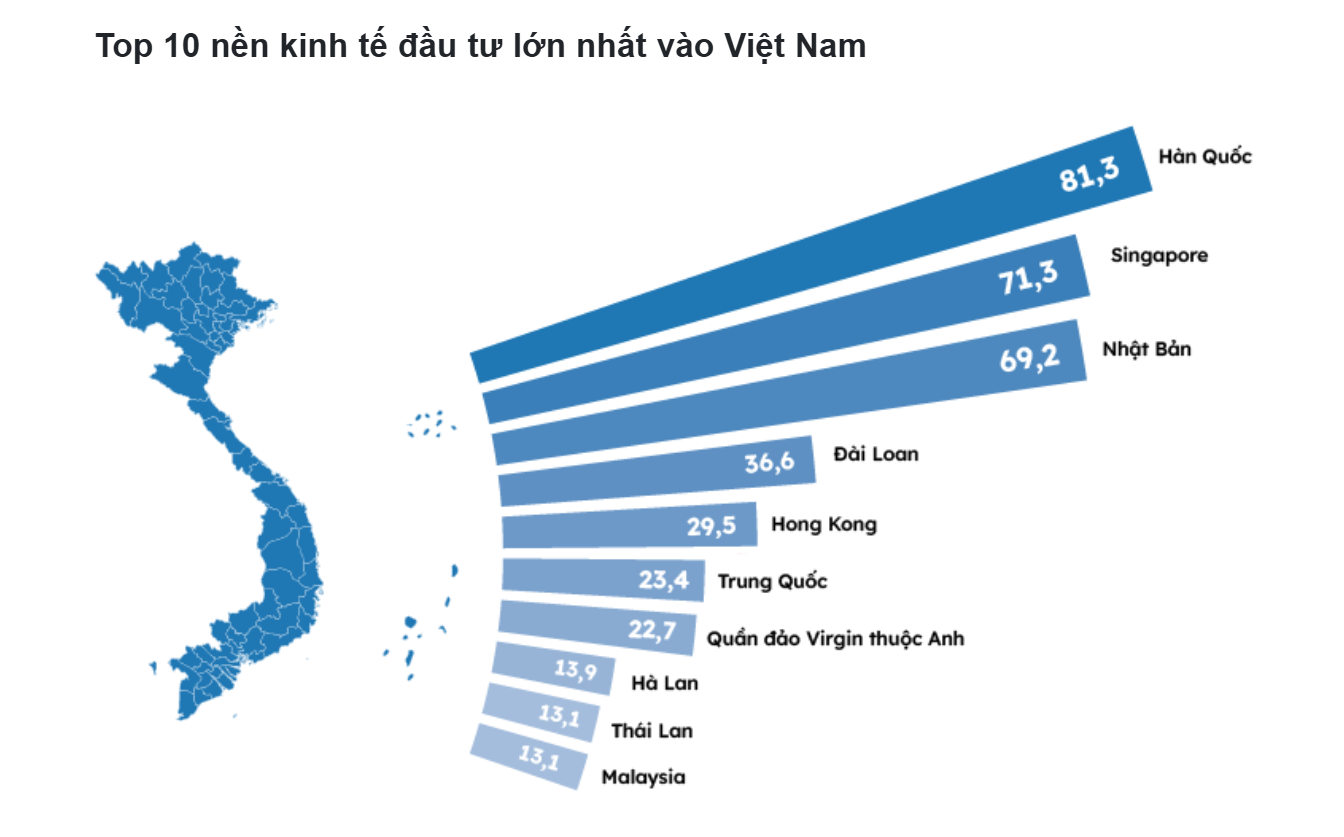 Top 10 nền kinh tế đầu tư lớn nhất vào Việt Nam
81,3 Hàn Quốc
71,3 Singapore
69,2 Nhật Bản
36,6 Đài Loan
29,5 Hong Kong
23,4 Trung Quốc
22,7 Quần đảo Virgin thuộc Anh
13,9 Hà Lan
13,1 Thái Lan
13,1 Malaysia